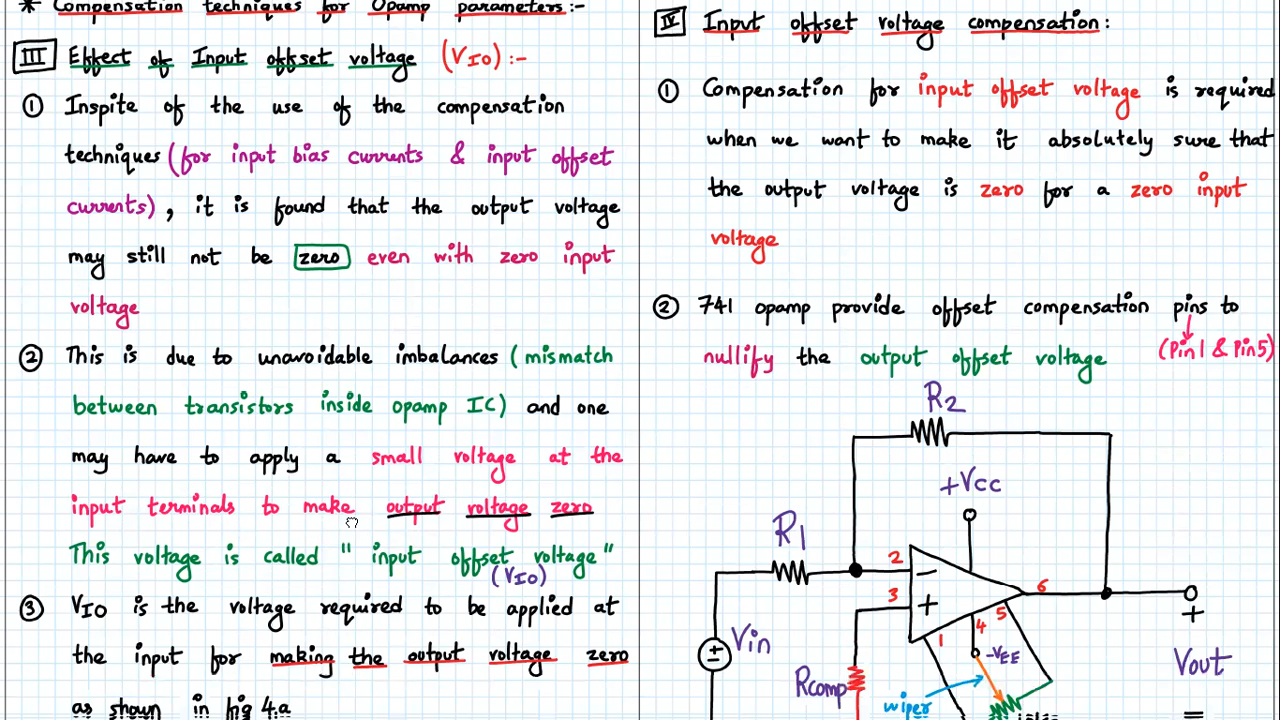 * Compensation techniques for Opamp parameters:-
III Effect of Input offset voltage (VIO) :-
① Inspite of the use of the compensation
techniques (for input bias currents & input offset
currents), it is found that the output voltage
may still not be zero even with zero input
voltage
② This is due to unavoidable imbalances (mismatch
between transistors inside opamp IC) and one
may have to apply a small voltage at the
input terminals to make output voltage zero
This voltage is called " input offset voltage"
(VIO)
③ VIO is the voltage required to be applied at
the input for making the output voltage zero
as shown in fig 4.a
IV Input offset voltage compensation:
① Compensation for input offset voltage is required
when we want to make it absolutely sure that
the output voltage is zero for a zero input
voltage
② 741 opamp provide offset compensation pins to
nullify the output offset voltage (Pin1 & Pin5)
R2
+VCC
R1
2
-
3
+
6
5
4
1
-VEE
+
Vin
±
Rcomp
wiper
Vout
=